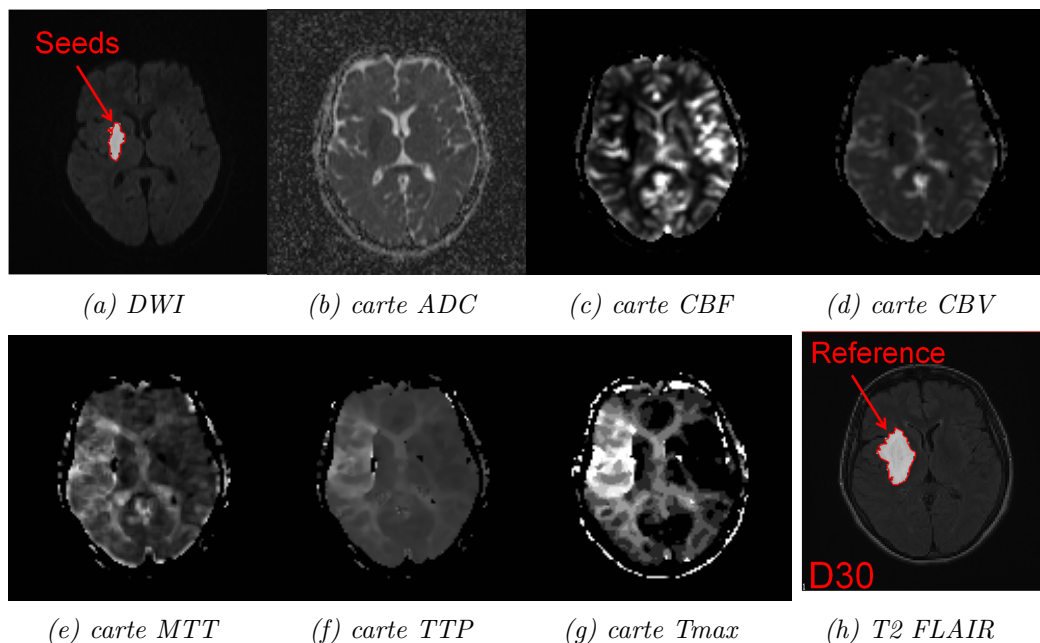 Seeds
(a) DWI
(b) carte ADC
(c) carte CBF
(d) carte CBV
Reference
D30
(e) carte MTT
(f) carte TTP
(g) carte Tmax
(h) T2 FLAIR